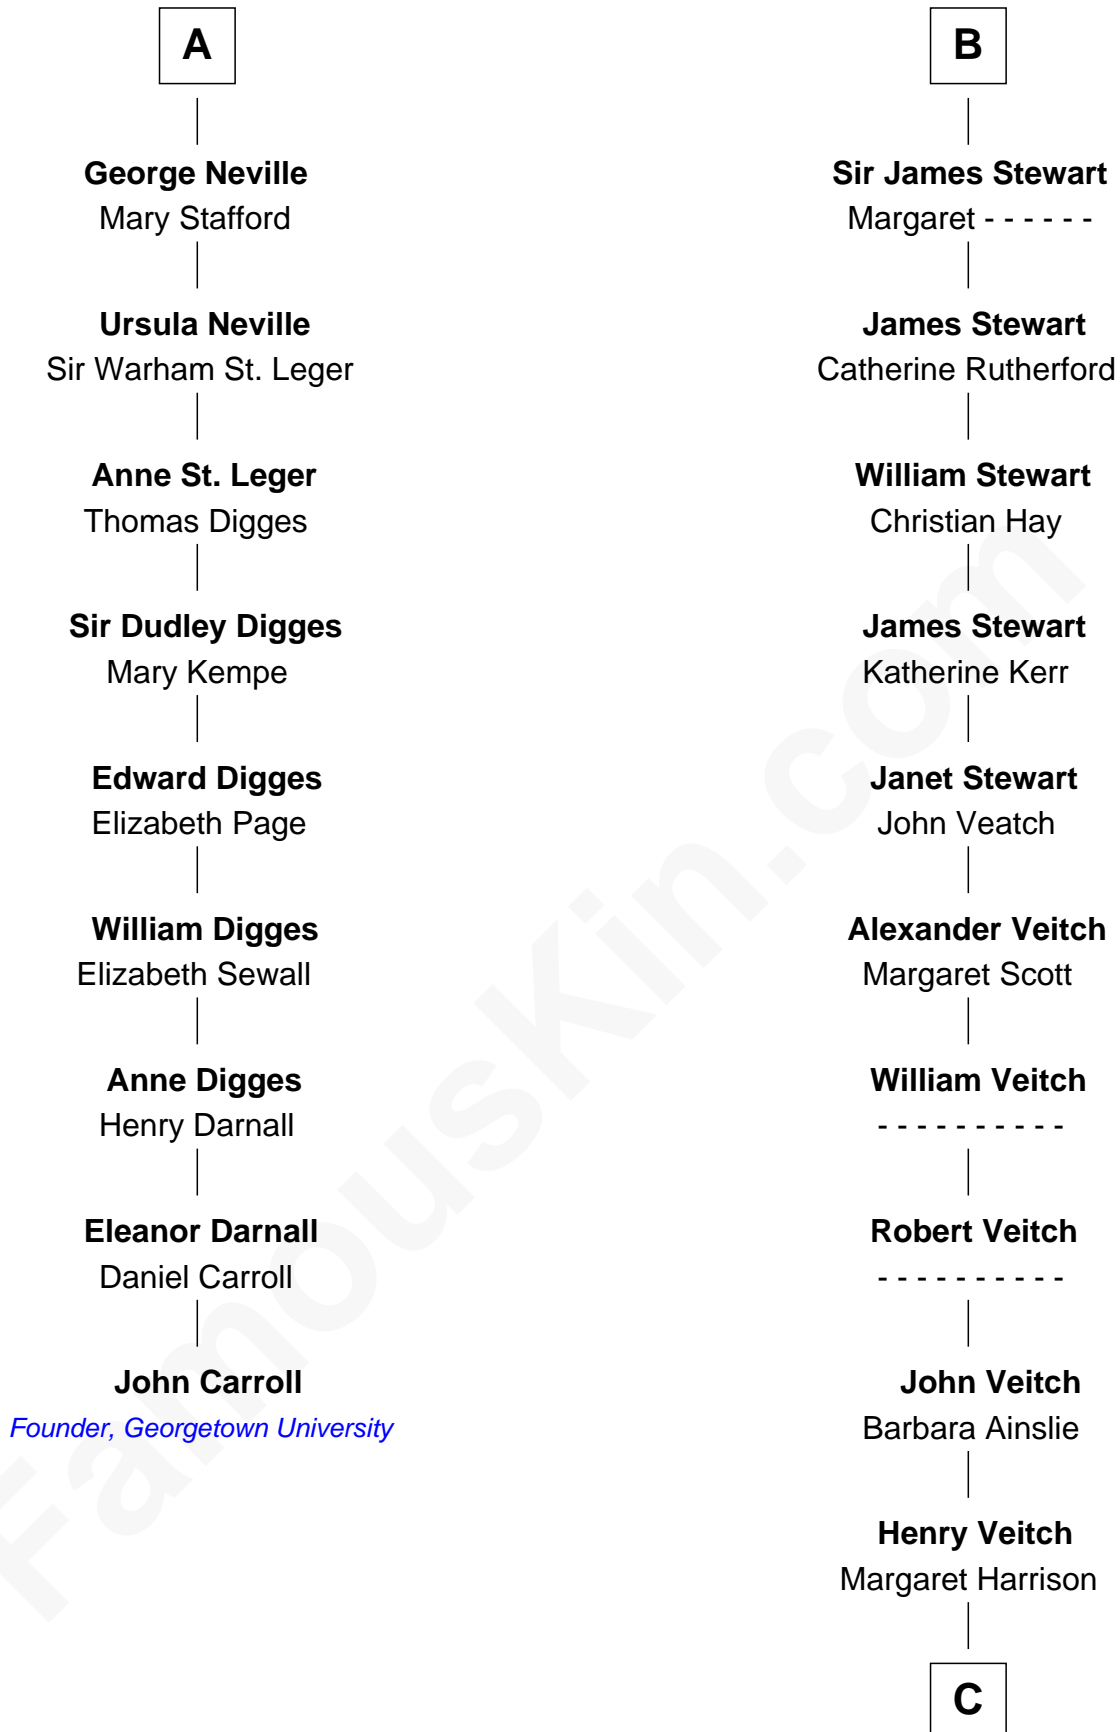 A
George Neville
Mary Stafford
Ursula Neville
Sir Warham St. Leger
Anne St. Leger
Thomas Digges
Sir Dudley Digges
Mary Kempe
Edward Digges
Elizabeth Page
William Digges
Elizabeth Sewall
Anne Digges
Henry Darnall
Eleanor Darnall
Daniel Carroll
John Carroll
Founder, Georgetown University
B
Sir James Stewart
Margaret - - - - - -
James Stewart
Catherine Rutherford
William Stewart
Christian Hay
James Stewart
Katherine Kerr
Janet Stewart
John Veatch
Alexander Veitch
Margaret Scott
William Veitch
- - - - - - - - - -
Robert Veitch
- - - - - - - - - -
John Veitch
Barbara Ainslie
Henry Veitch
Margaret Harrison
C
FamousKin.com